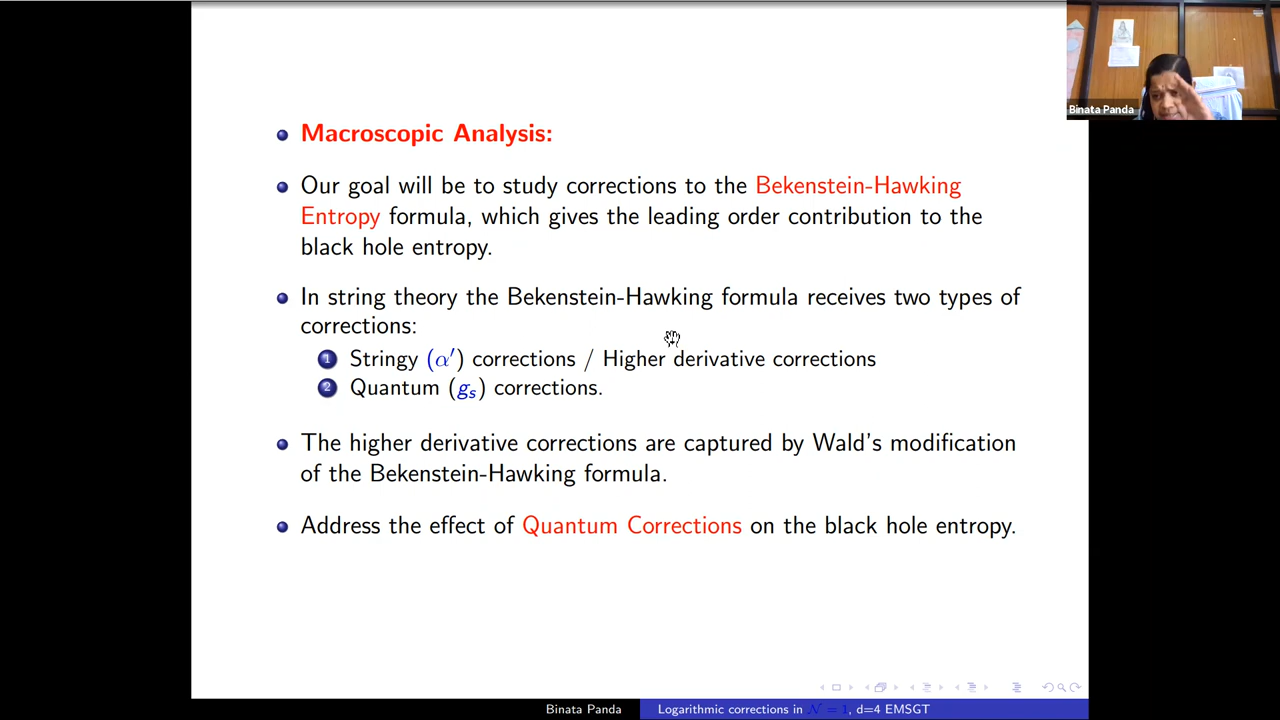 Macroscopic Analysis:
Our goal will be to study corrections to the Bekenstein-Hawking
Entropy formula, which gives the leading order contribution to the
black hole entropy.
In string theory the Bekenstein-Hawking formula receives two types of
corrections:
1 Stringy (α′) corrections / Higher derivative corrections
2 Quantum (gₛ) corrections.
The higher derivative corrections are captured by Wald's modification
of the Bekenstein-Hawking formula.
Address the effect of Quantum Corrections on the black hole entropy.
Binata Panda
Binata Panda
Logarithmic corrections in 𝒩 = 1, d=4 EMSGT